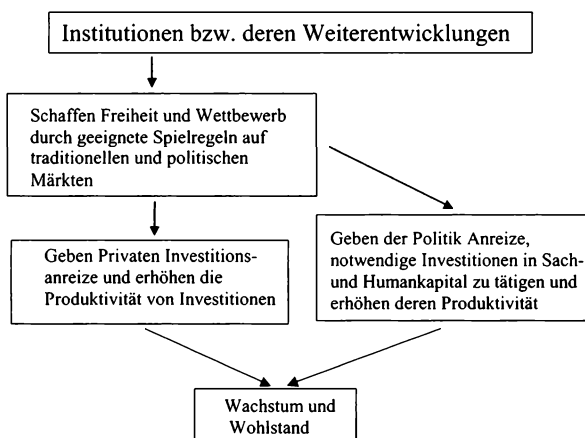 Institutionen bzw. deren Weiterentwicklungen
Schaffen Freiheit und Wettbewerb
durch geeignete Spielregeln auf
traditionellen und politischen
Märkten
Geben Privaten Investitions-
anreize und erhöhen die
Produktivität von Investitionen
Geben der Politik Anreize,
notwendige Investitionen in Sach-
und Humankapital zu tätigen und
erhöhen deren Produktivität
Wachstum und
Wohlstand